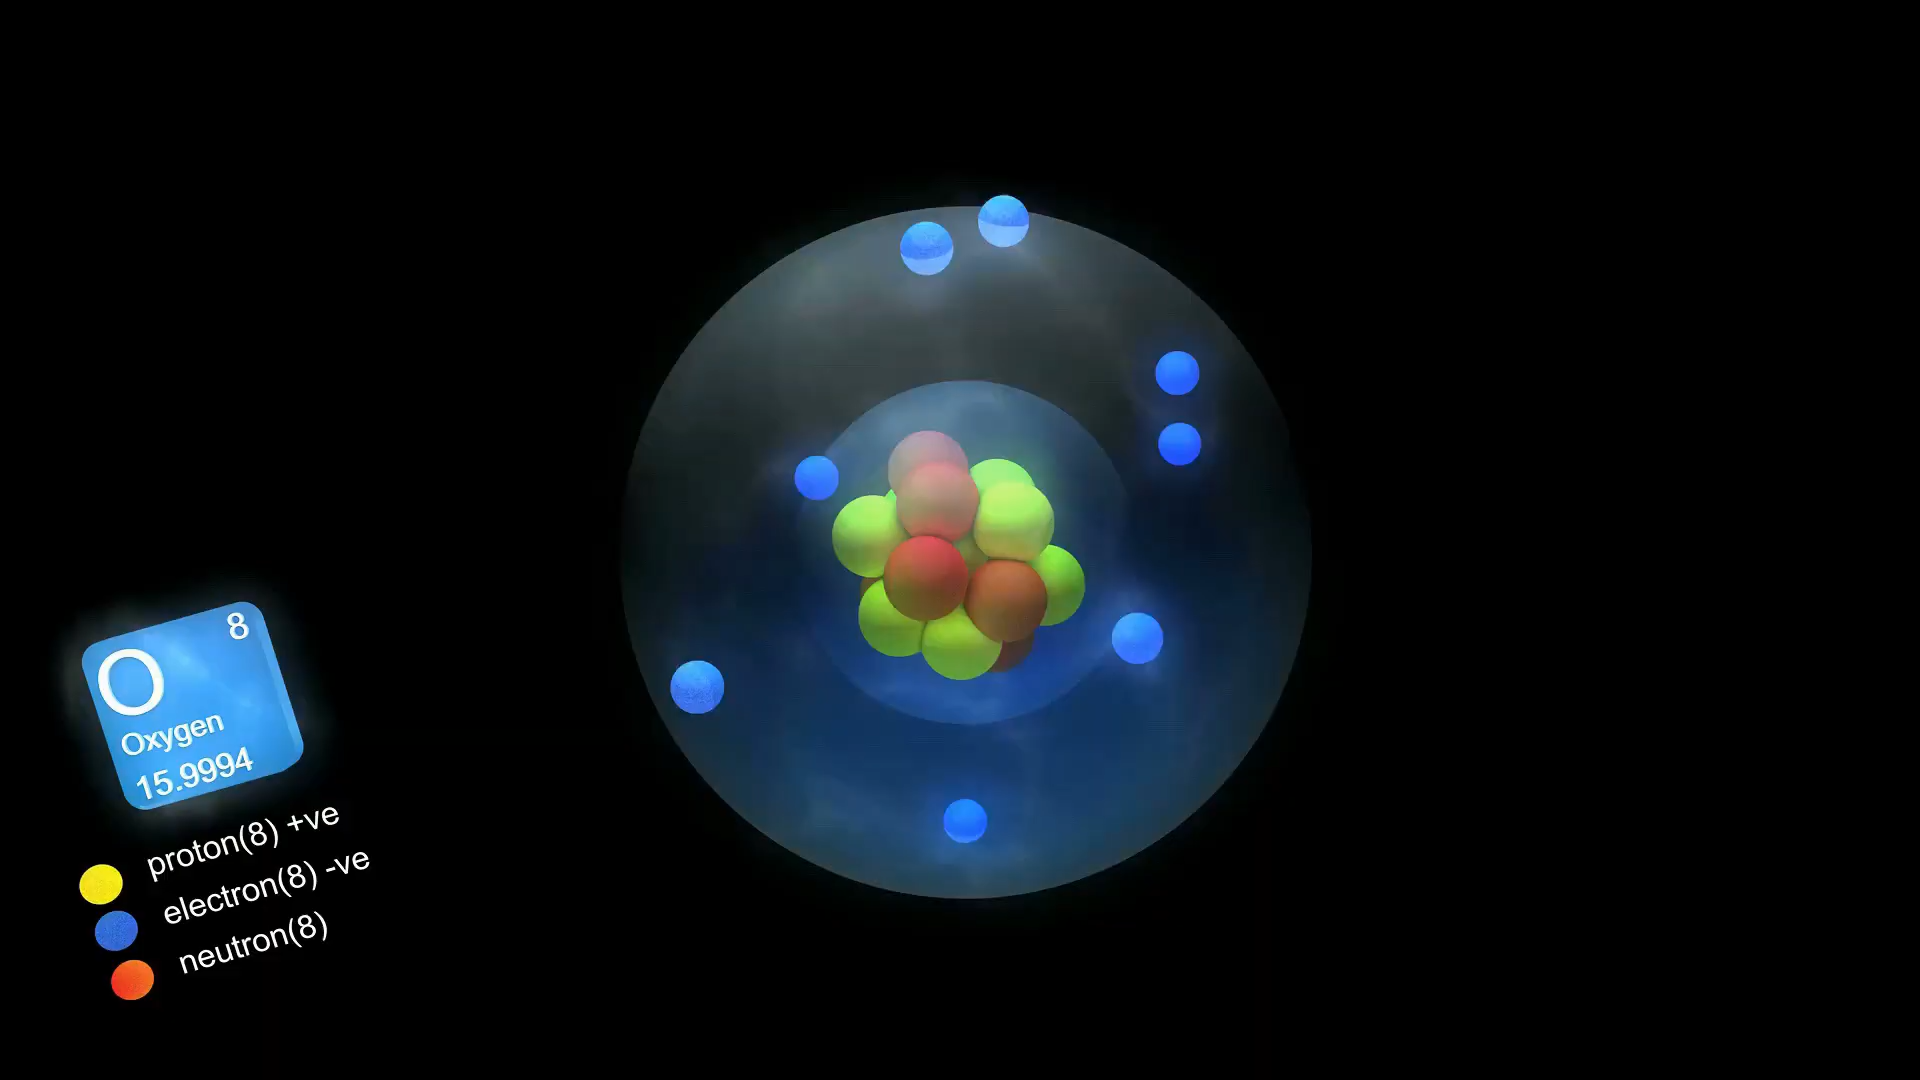 8
O
Oxygen
15.9994
proton(8) +ve
electron(8) -ve
neutron(8)